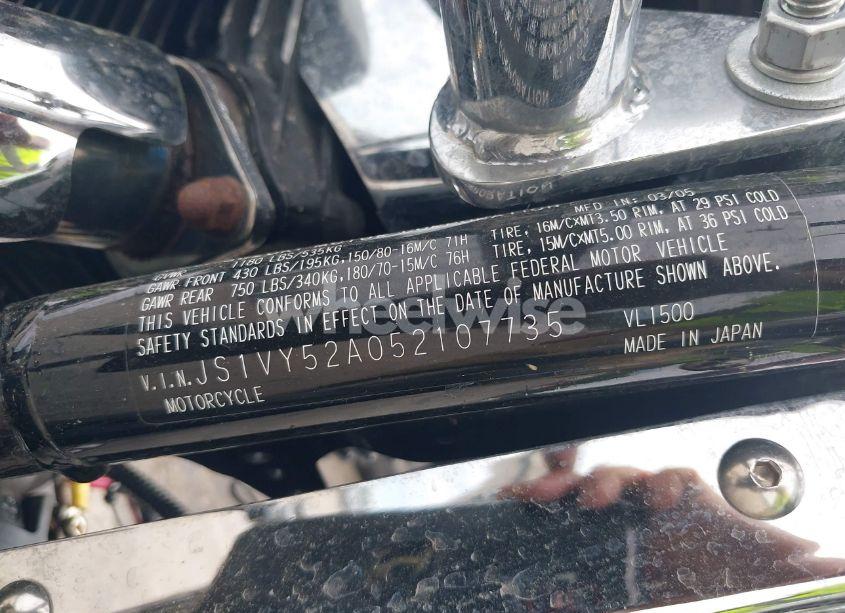 MFD IN: 03/05
GVWR 1180 LBS/535KG
GAWR FRONT 430 LBS/195KG, 150/80-16M/C 71H TIRE, 16M/CXMT3.50 RIM, AT 29 PSI COLD
GAWR REAR 750 LBS/340KG, 180/70-15M/C 76H TIRE, 15M/CXMT5.00 RIM, AT 36 PSI COLD
THIS VEHICLE CONFORMS TO ALL APPLICABLE FEDERAL MOTOR VEHICLE
SAFETY STANDARDS IN EFFECT ON THE DATE OF MANUFACTURE SHOWN ABOVE.
wheelwise
V.I.N. JS1VY52A052107735 VL1500
MOTORCYCLE MADE IN JAPAN